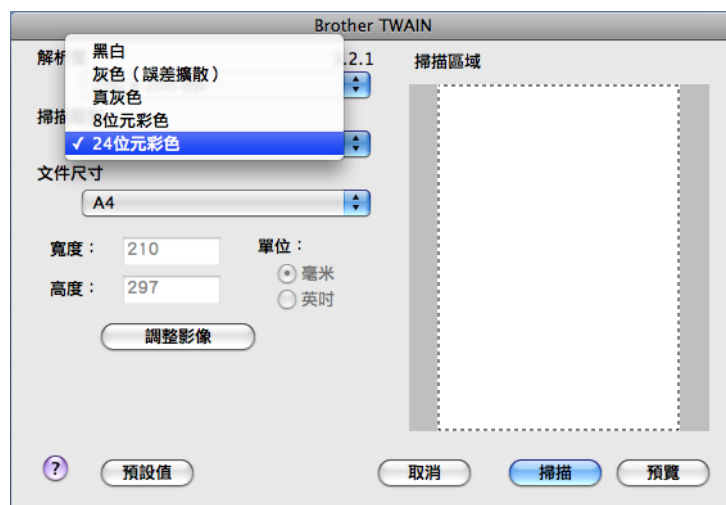 Brother TWAIN
解析
.2.1
掃描區域
黑白
灰色（誤差擴散）
真灰色
8位元彩色
✓ 24位元彩色
文件尺寸
A4
寬度：
210
單位：
毫米
高度：
297
英吋
調整影像
?
預設值
取消
掃描
預覽